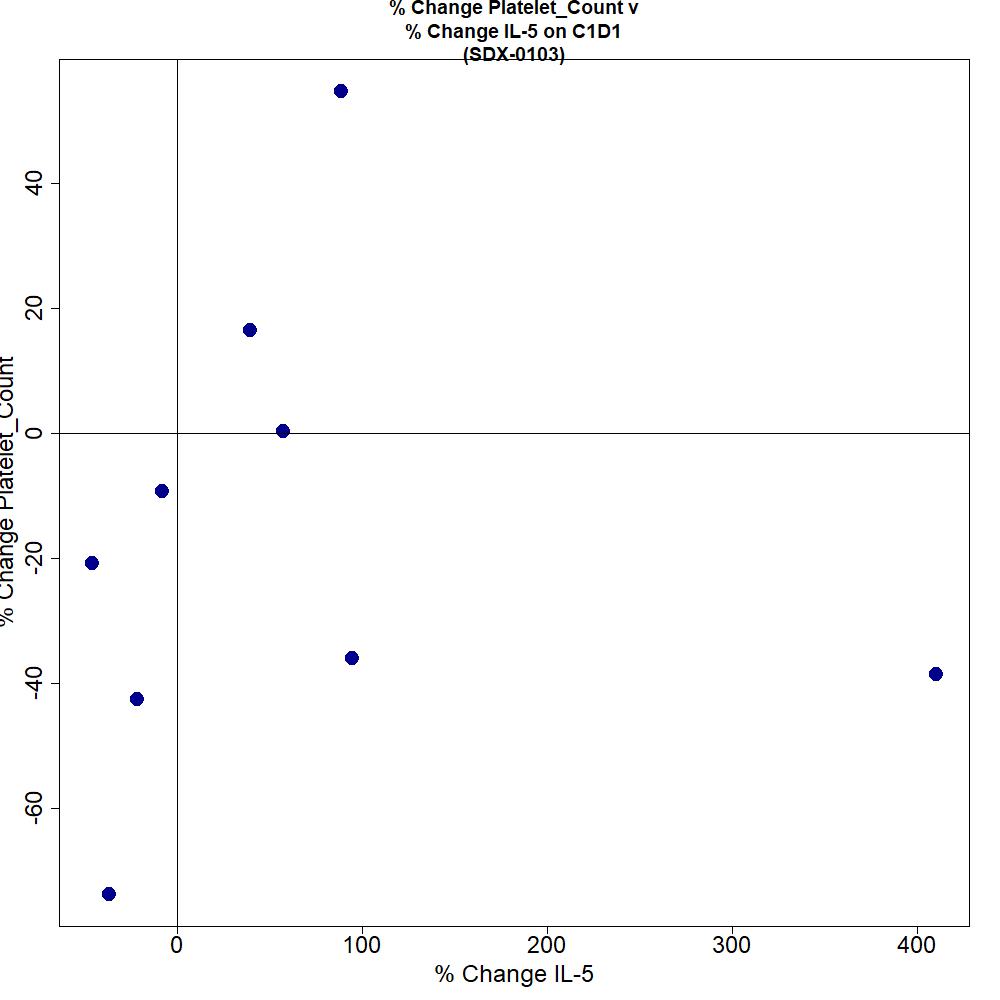 % Change Platelet_Count v
% Change IL-5 on C1D1
(SDX-0103)
% Change Platelet_Count
40
20
0
-20
-40
-60
0
100
200
300
400
% Change IL-5